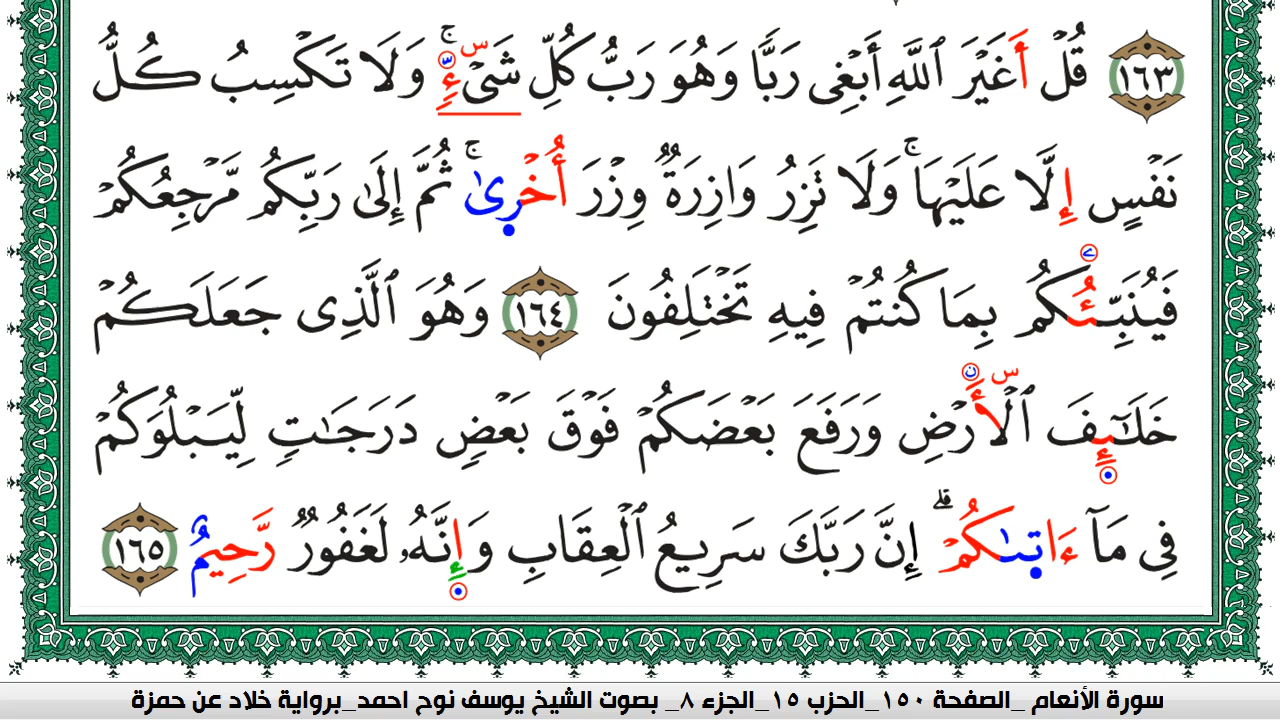 ١٦٣ قُلۡ أَغَيۡرَ ٱللَّهِ أَبۡغِى رَبًّا وَهُوَ رَبُّ كُلِّ شَىۡءٍۚ وَلَا تَكۡسِبُ كُلُّ
نَفۡسٍ إِلَّا عَلَيۡهَاۚ وَلَا تَزِرُ وَازِرَةٌ وِزۡرَ أُخۡرَىٰۚ ثُمَّ إِلَىٰ رَبِّكُم مَّرۡجِعُكُمۡ
فَيُنَبِّئُكُم بِمَا كُنتُمۡ فِيهِ تَخۡتَلِفُونَ ١٦٤ وَهُوَ ٱلَّذِى جَعَلَكُمۡ
خَلَٰٓئِفَ ٱلۡأَرۡضِ وَرَفَعَ بَعۡضَكُمۡ فَوۡقَ بَعۡضٍ دَرَجَٰتٍ لِّيَبۡلُوَكُمۡ
فِى مَآ ءَاتَىٰكُمۡۗ إِنَّ رَبَّكَ سَرِيعُ ٱلۡعِقَابِ وَإِنَّهُۥ لَغَفُورٌ رَّحِيمٌ ١٦٥
سورة الأنعام _الصفحة ١٥٠_الحزب ١٥_الجزء ٨_ بصوت الشيخ يوسف نوح احمد_برواية خلاد عن حمزة